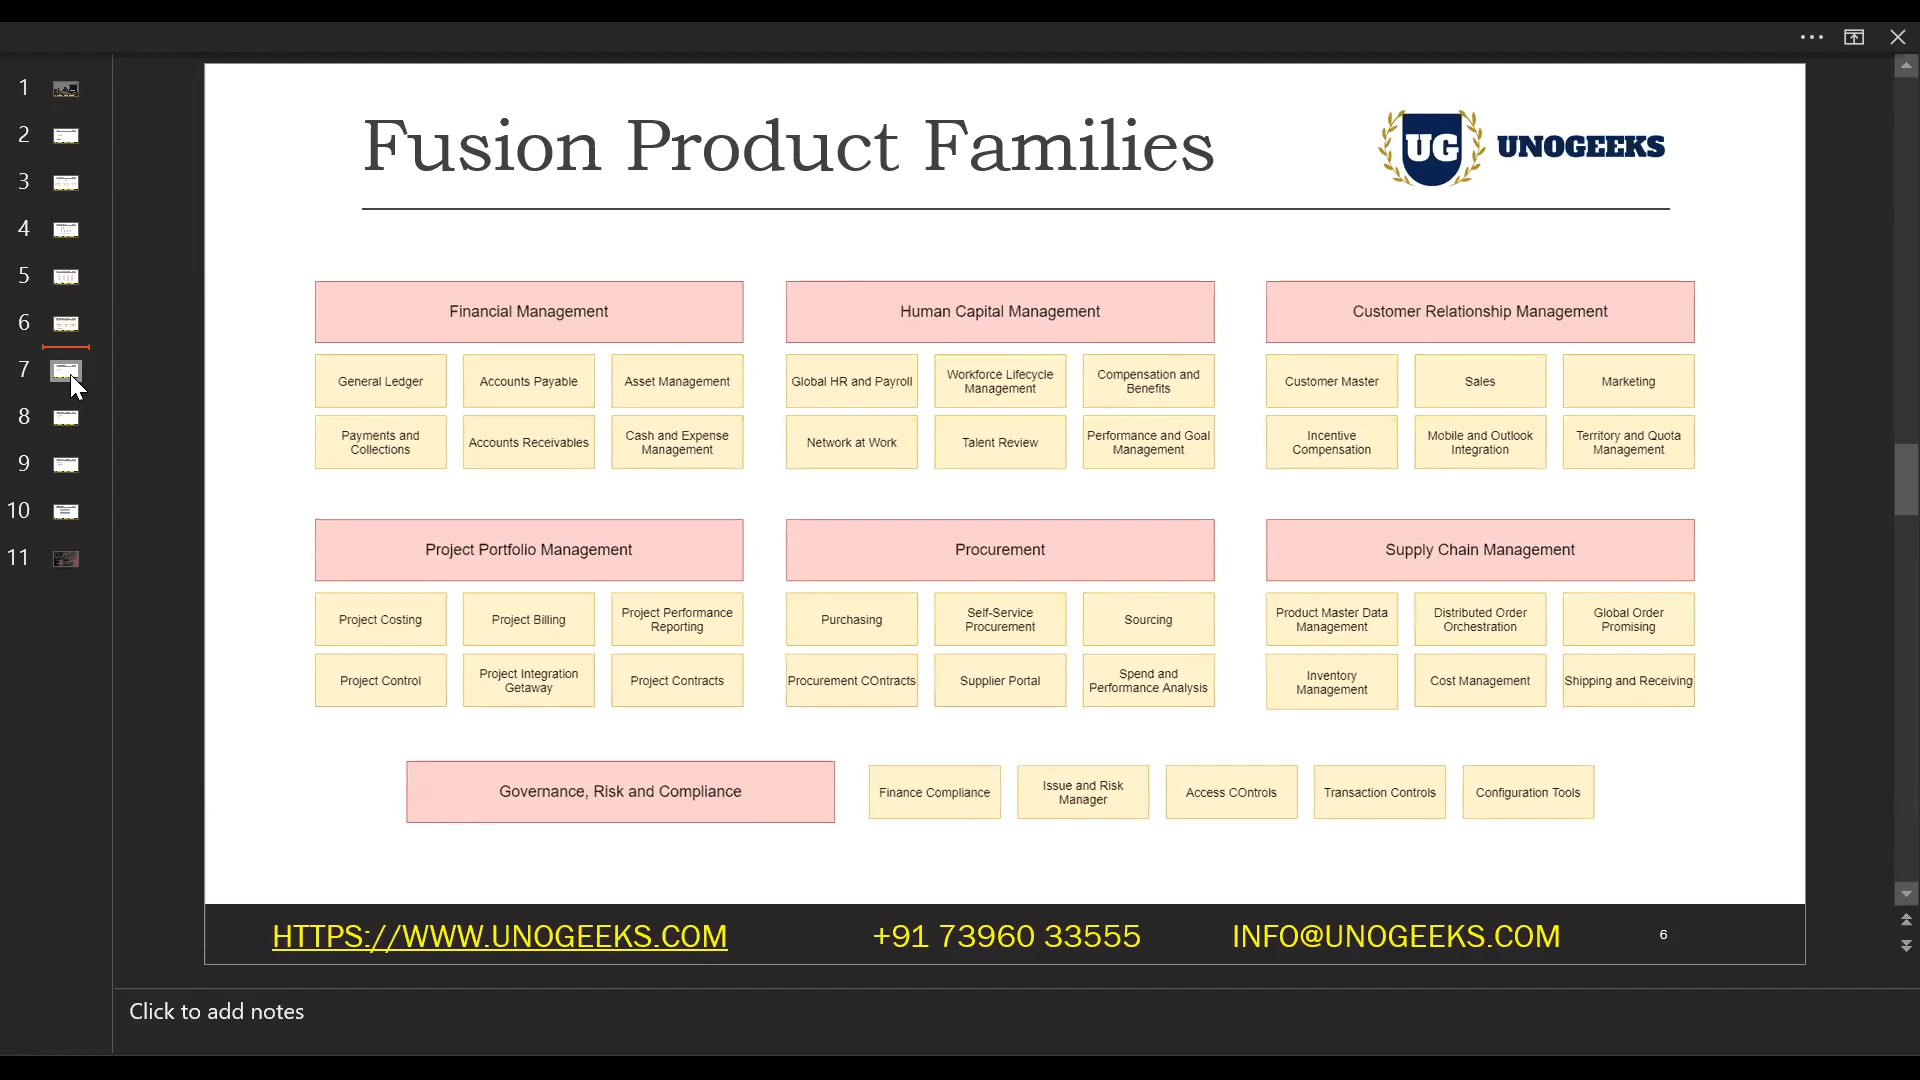 1
2
3
4
5
6
7
8
9
10
11
Fusion Product Families
UG UNOGEEKS
Financial Management
General Ledger
Accounts Payable
Asset Management
Payments and
Collections
Accounts Receivables
Cash and Expense
Management
Human Capital Management
Global HR and Payroll
Workforce Lifecycle
Management
Compensation and
Benefits
Network at Work
Talent Review
Performance and Goal
Management
Customer Relationship Management
Customer Master
Sales
Marketing
Incentive
Compensation
Mobile and Outlook
Integration
Territory and Quota
Management
Project Portfolio Management
Project Costing
Project Billing
Project Performance
Reporting
Project Control
Project Integration
Getaway
Project Contracts
Procurement
Purchasing
Self-Service
Procurement
Sourcing
Procurement COntracts
Supplier Portal
Spend and
Performance Analysis
Supply Chain Management
Product Master Data
Management
Distributed Order
Orchestration
Global Order
Promising
Inventory
Management
Cost Management
Shipping and Receiving
Governance, Risk and Compliance
Finance Compliance
Issue and Risk
Manager
Access COntrols
Transaction Controls
Configuration Tools
HTTPS://WWW.UNOGEEKS.COM
+91 73960 33555
INFO@UNOGEEKS.COM
6
Click to add notes